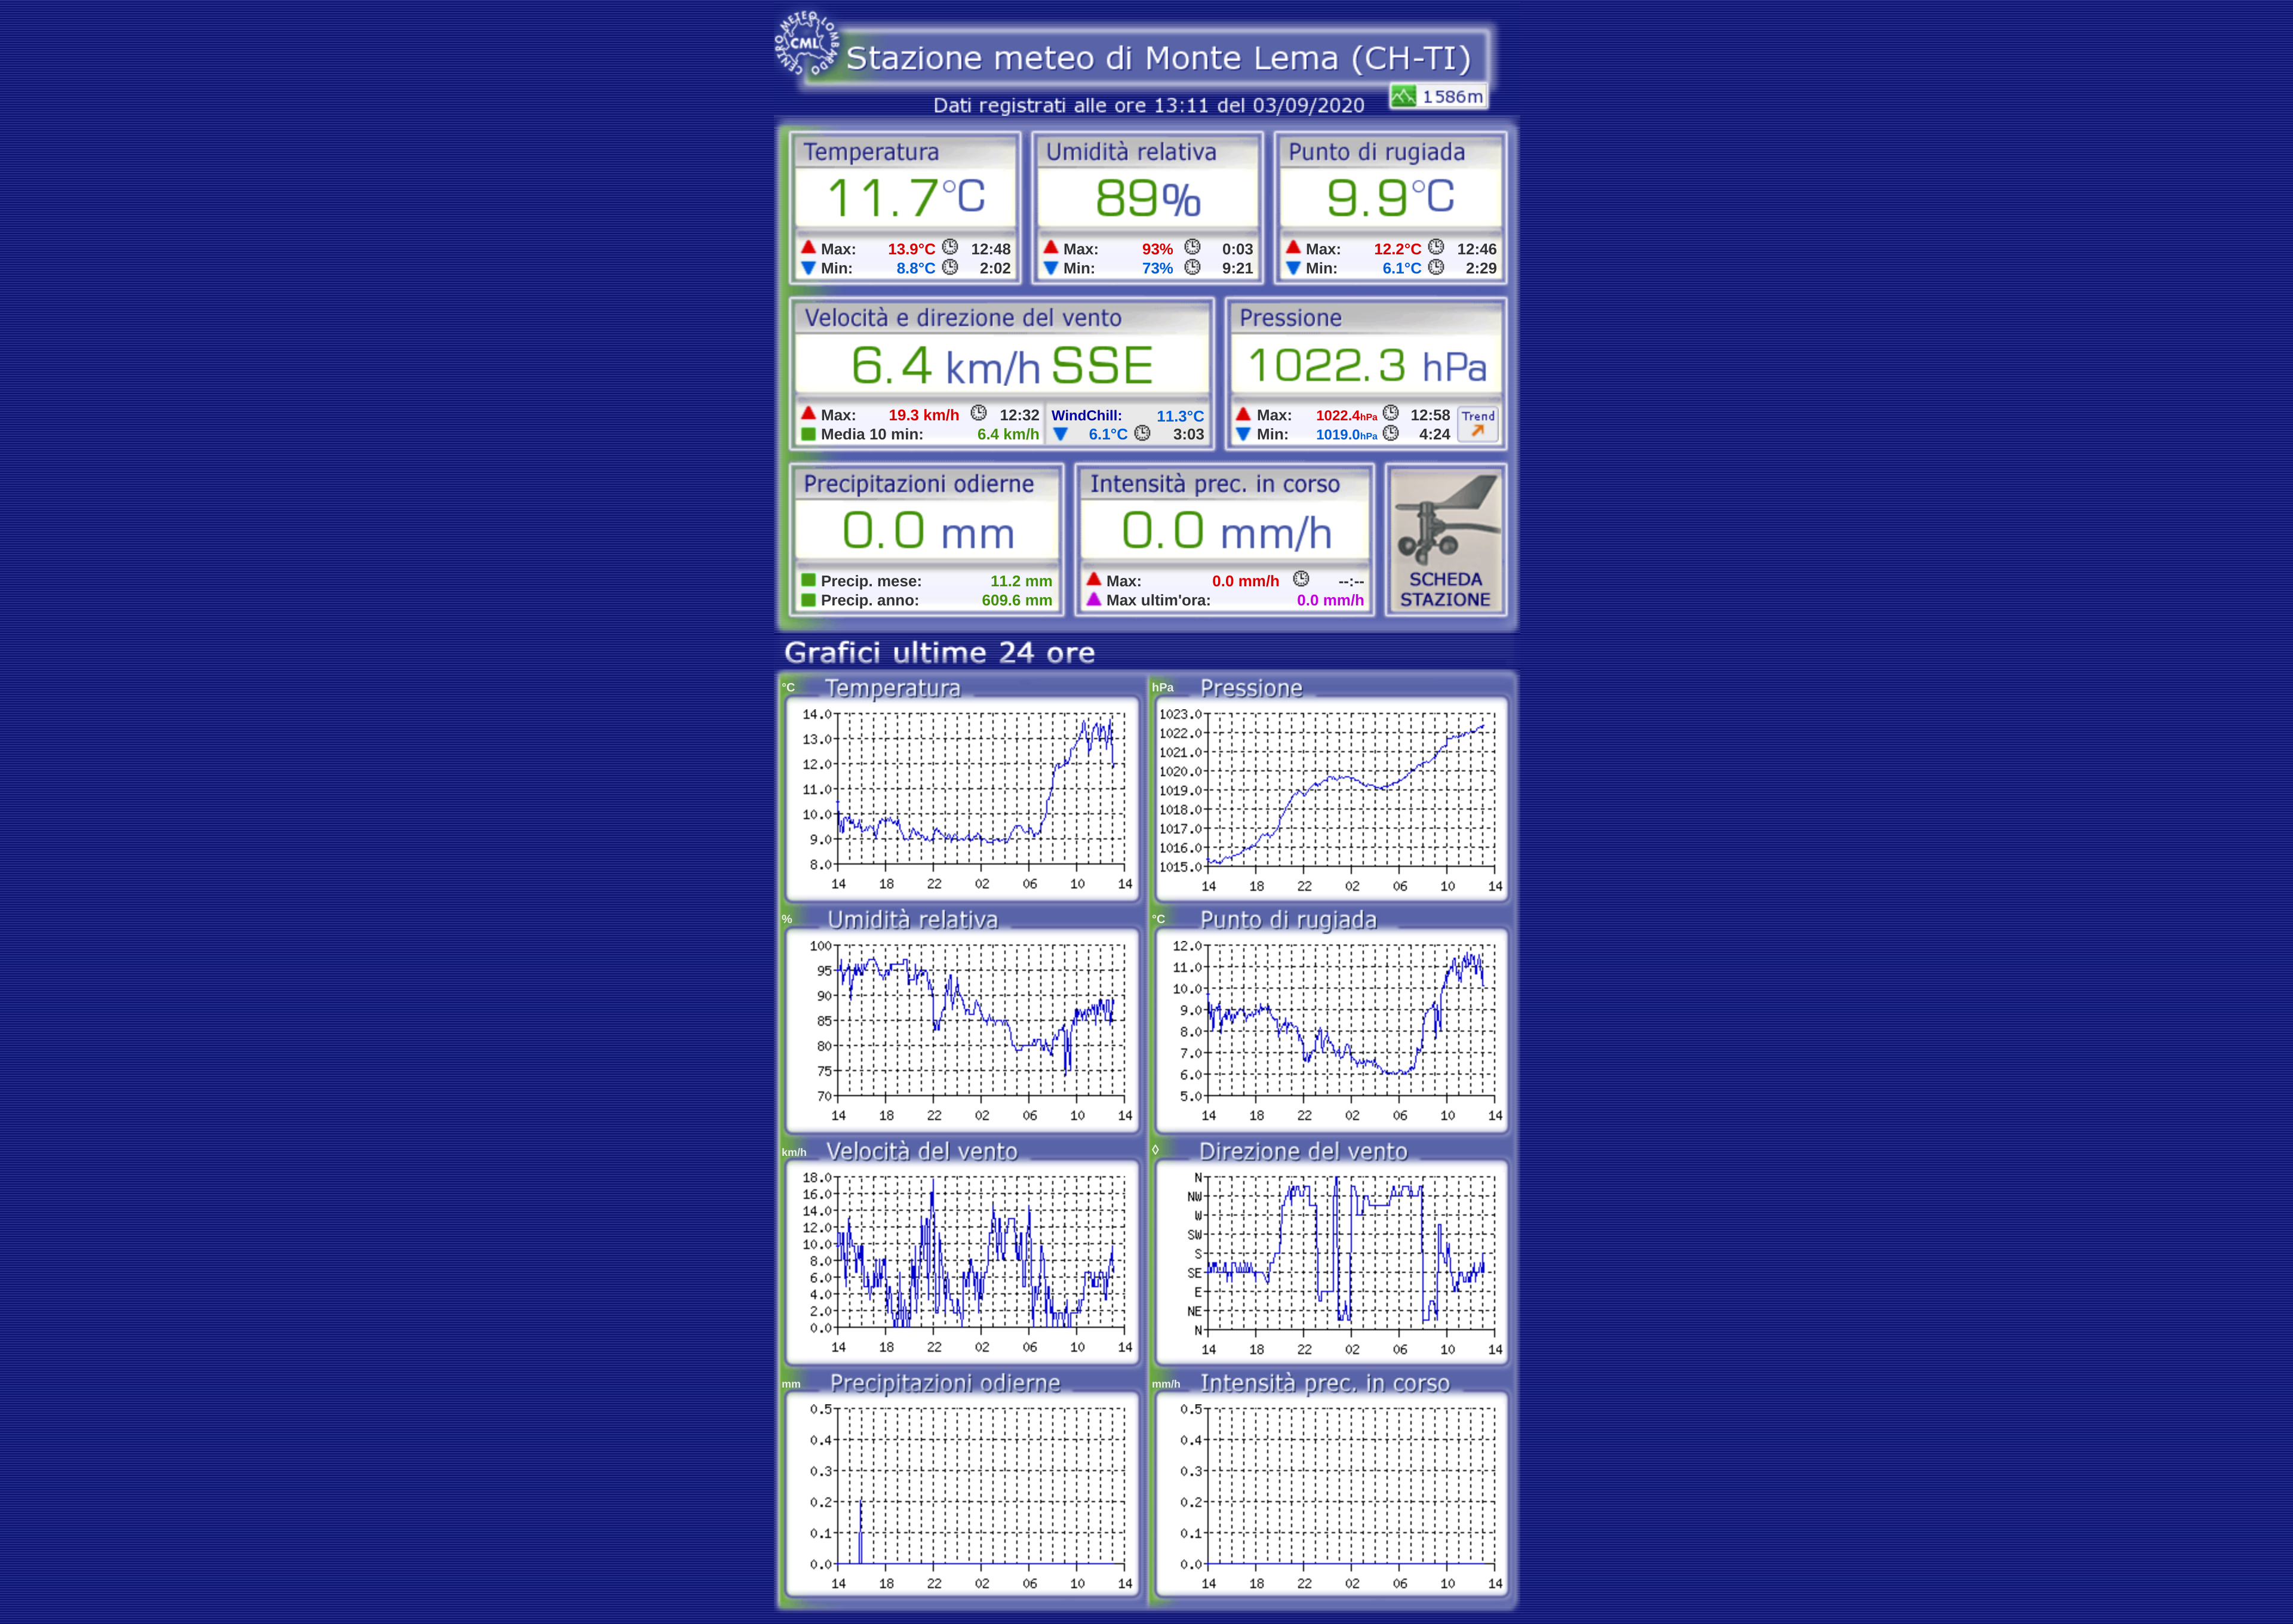 CENTRO METEO LOMBARDO
CML
Stazione meteo di Monte Lema (CH-TI)
Dati registrati alle ore 13:11 del 03/09/2020
1586m
Temperatura
11.7°C
Max: 13.9°C 12:48
Min: 8.8°C 2:02
Umidità relativa
89%
Max: 93% 0:03
Min: 73% 9:21
Punto di rugiada
9.9°C
Max: 12.2°C 12:46
Min: 6.1°C 2:29
Velocità e direzione del vento
6.4 km/h SSE
Max: 19.3 km/h 12:32
Media 10 min: 6.4 km/h
WindChill: 11.3°C
6.1°C 3:03
Pressione
1022.3 hPa
Max: 1022.4hPa 12:58
Min: 1019.0hPa 4:24
Trend
Precipitazioni odierne
0.0 mm
Precip. mese: 11.2 mm
Precip. anno: 609.6 mm
Intensità prec. in corso
0.0 mm/h
Max: 0.0 mm/h --:--
Max ultim'ora: 0.0 mm/h
SCHEDA
STAZIONE
Grafici ultime 24 ore
°C Temperatura
14.0
13.0
12.0
11.0
10.0
9.0
8.0
14 18 22 02 06 10 14
hPa Pressione
1023.0
1022.0
1021.0
1020.0
1019.0
1018.0
1017.0
1016.0
1015.0
14 18 22 02 06 10 14
% Umidità relativa
100
95
90
85
80
75
70
14 18 22 02 06 10 14
°C Punto di rugiada
12.0
11.0
10.0
9.0
8.0
7.0
6.0
5.0
14 18 22 02 06 10 14
km/h Velocità del vento
18.0
16.0
14.0
12.0
10.0
8.0
6.0
4.0
2.0
0.0
14 18 22 02 06 10 14
◊ Direzione del vento
N
NW
W
SW
S
SE
E
NE
N
14 18 22 02 06 10 14
mm Precipitazioni odierne
0.5
0.4
0.3
0.2
0.1
0.0
14 18 22 02 06 10 14
mm/h Intensità prec. in corso
0.5
0.4
0.3
0.2
0.1
0.0
14 18 22 02 06 10 14